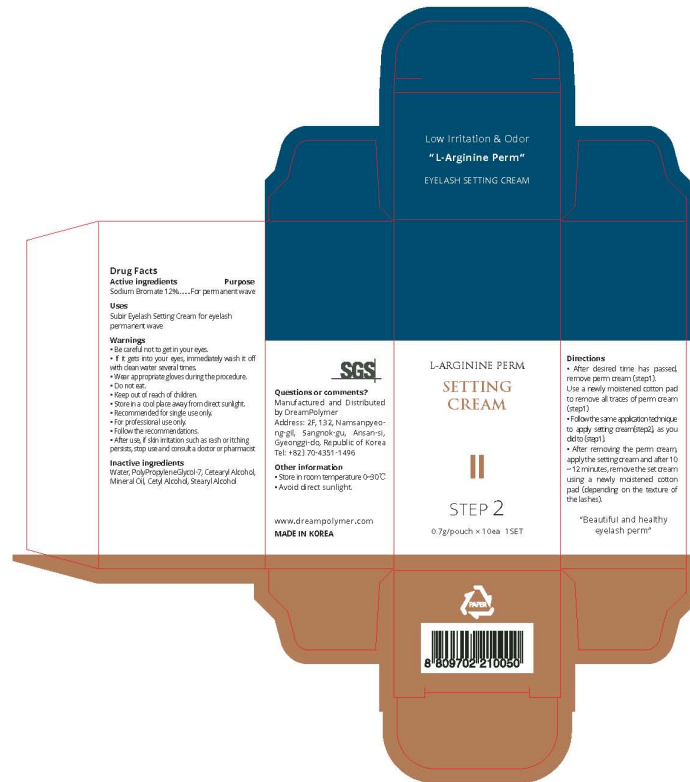 Low Irritation & Odor
"L-Arginine Perm"
EYELASH SETTING CREAM
Drug Facts
Active ingredients Purpose
Sodium Bromate 12%......For permanent wave
Uses
Subir Eyelash Setting Cream for eyelash
permanent wave
Warnings
• Be careful not to get in your eyes.
• If it gets into your eyes, immediately wash it off
with clean water several times.
• Wear appropriate gloves during the procedure.
• Do not eat.
• Keep out of reach of children.
• Store in a cool place away from direct sunlight.
• Recommended for single use only.
• For professional use only.
• Follow the recommendations.
• After use, if skin irritation such as rash or itching
persists, stop use and consult a doctor or pharmacist
Inactive ingredients
Water, PolyPropyleneGlycol-7, Cetearyl Alcohol,
Mineral Oil, Cetyl Alcohol, Stearyl Alcohol
SGS
Questions or comments?
Manufactured and Distributed
by DreamPolymer
Address: 2F, 132, Namsanpyeo-
ng-gil, Sangnok-gu, Ansan-si,
Gyeonggi-do, Republic of Korea
Tel: +82) 70-4351-1496
Other information
• Store in room temperature 0~30℃
• Avoid direct sunlight.
www.dreampolymer.com
MADE IN KOREA
L-ARGININE PERM
SETTING
CREAM
STEP 2
0.7g/pouch × 10ea 1SET
Directions
• After desired time has passed,
remove perm cream (step1).
Use a newly moistened cotton pad
to remove all traces of perm cream
(step1)
• Follow the same application technique
to apply setting cream(step2), as you
did to (step1).
• After removing the perm cream,
apply the setting cream and after 10
~ 12 minutes, remove the set cream
using a newly moistened cotton
pad (depending on the texture of
the lashes).
"Beautiful and healthy
eyelash perm"
PAPER
8 809702 210050